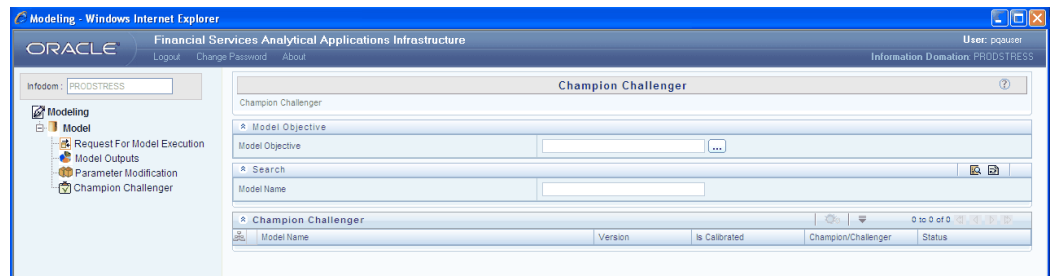 Modeling - Windows Internet Explorer
ORACLE
Financial Services Analytical Applications Infrastructure
User: pqauser
Logout Change Password About
Information Domation: PRODSTRESS
Infodom : PRODSTRESS
Modeling
Model
Request For Model Execution
Model Outputs
Parameter Modification
Champion Challenger
Champion Challenger
Champion Challenger
Model Objective
Model Objective
...
Search
Model Name
Champion Challenger
0 to 0 of 0
Model Name Version Is Calibrated Champion/Challenger Status